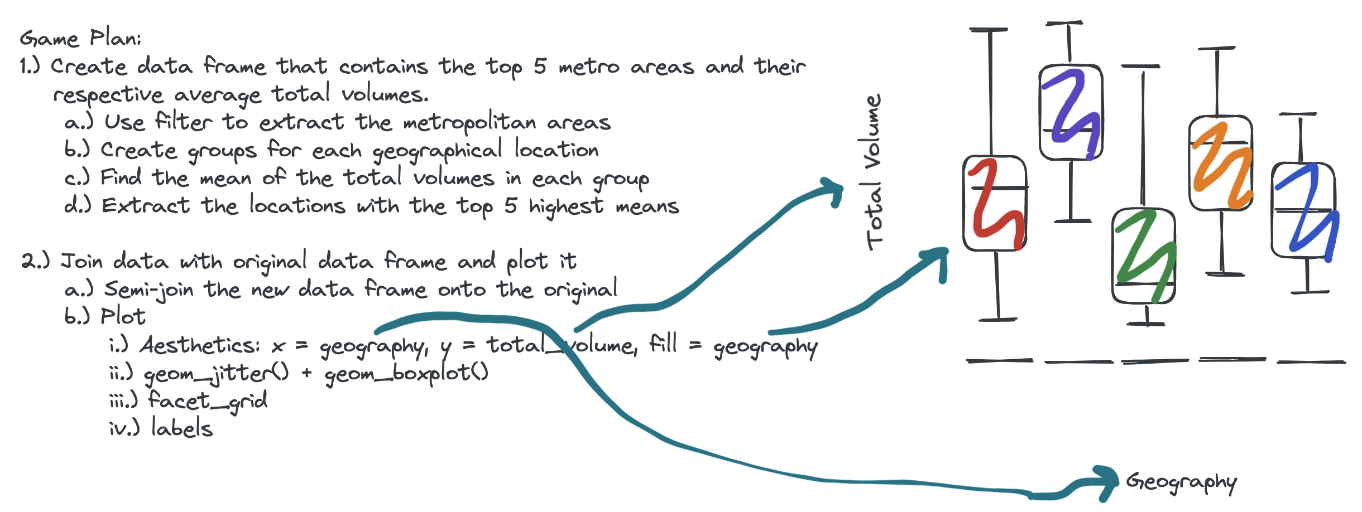 Game Plan:
1.) Create data frame that contains the top 5 metro areas and their
respective average total volumes.
a.) Use filter to extract the metropolitan areas
b.) Create groups for each geographical location
c.) Find the mean of the total volumes in each group
d.) Extract the locations with the top 5 highest means
2.) Join data with original data frame and plot it
a.) Semi-join the new data frame onto the original
b.) Plot
i.) Aesthetics: x = geography, y = total_volume, fill = geography
ii.) geom_jitter() + geom_boxplot()
iii.) facet_grid
iv.) labels
Total Volume
Geography